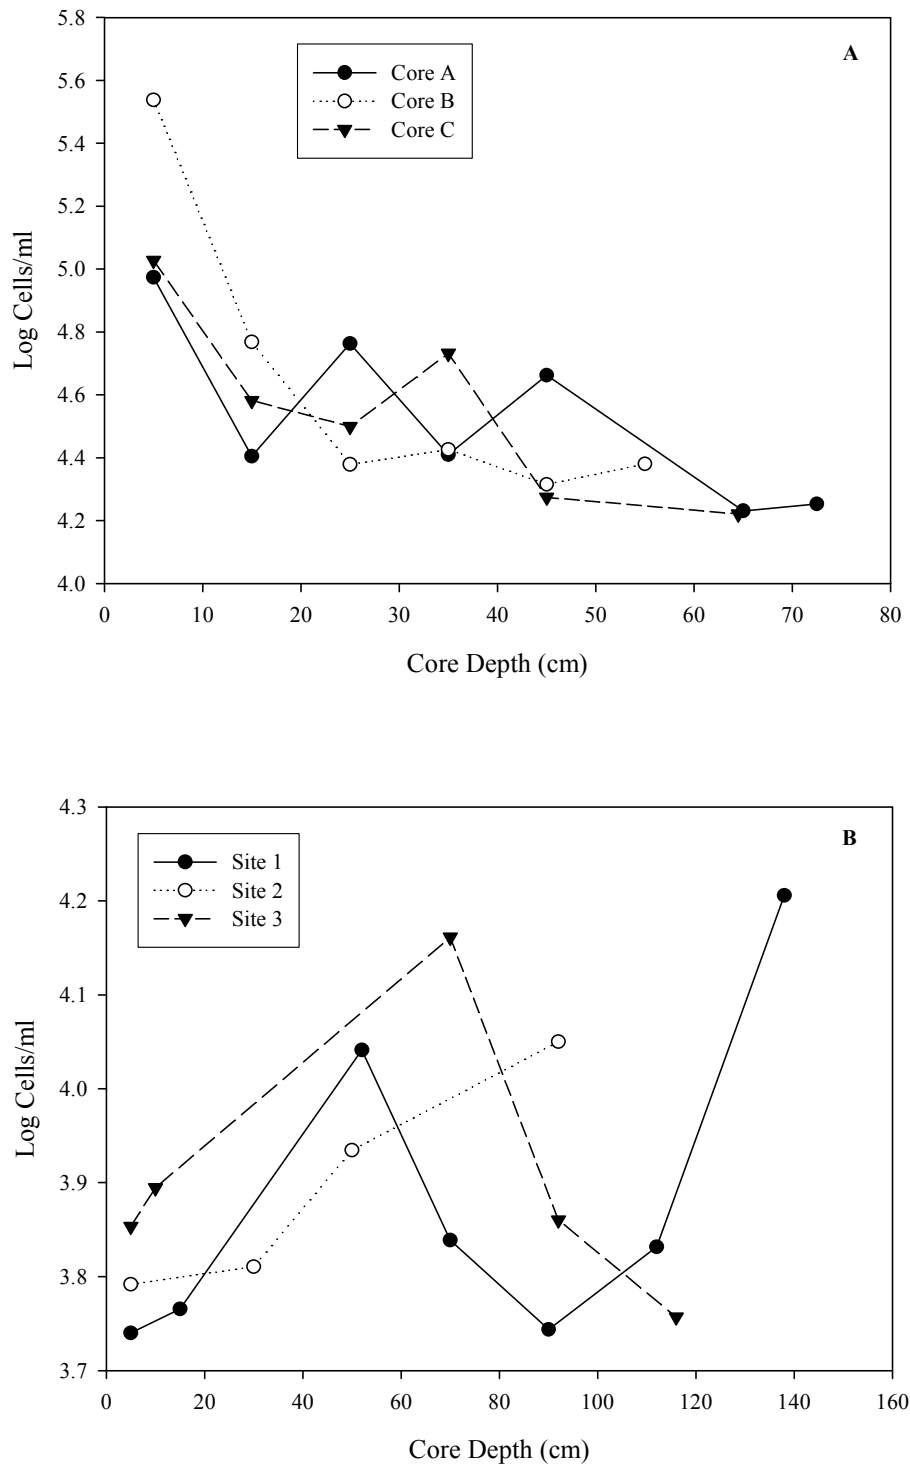 5.8
A
5.6
Core A
Core B
5.4
Core C
5.2
5.0
Log Cells/ml
4.8
4.6
4.4
4.2
4.0
0 10 20 30 40 50 60 70 80
Core Depth (cm)
4.3
B
Site 1
4.2
Site 2
Site 3
4.1
Log Cells/ml
4.0
3.9
3.8
3.7
0 20 40 60 80 100 120 140 160
Core Depth (cm)